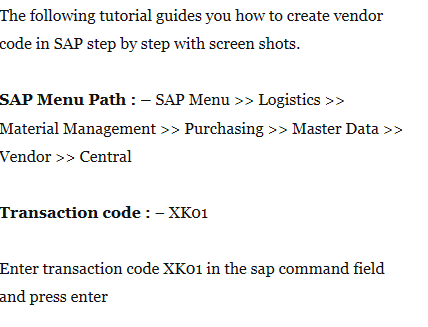 The following tutorial guides you how to create vendor
code in SAP step by step with screen shots.
SAP Menu Path : – SAP Menu >> Logistics >>
Material Management >> Purchasing >> Master Data >>
Vendor >> Central
Transaction code : – XK01
Enter transaction code XK01 in the sap command field
and press enter